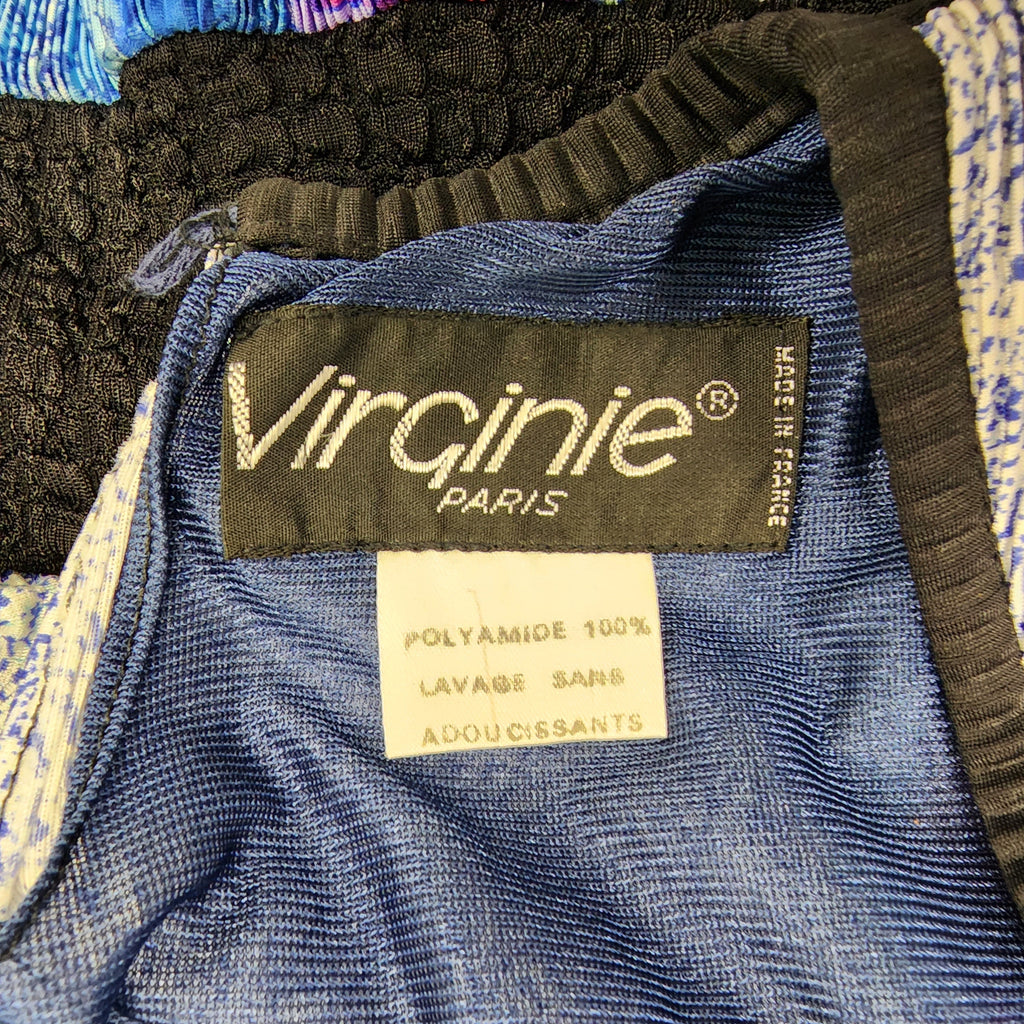 Virginie®
PARIS
MADE IN FRANCE
POLYAMIDE 100%
LAVAGE SANS
ADOUCISSANTS